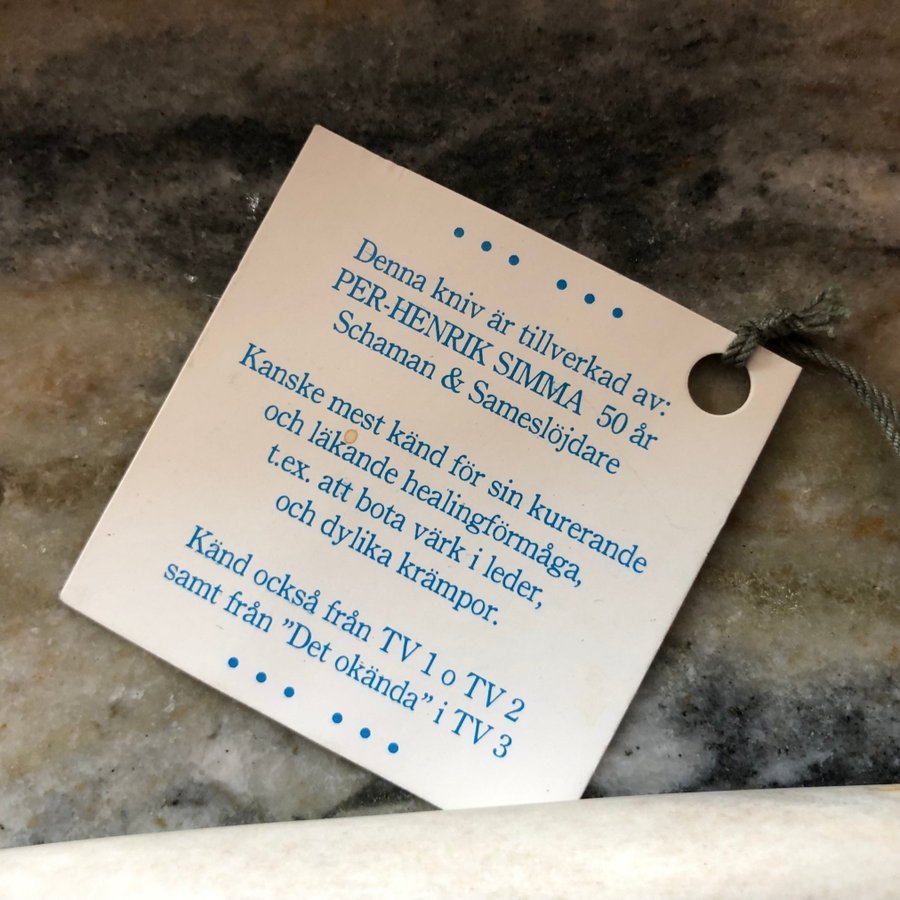 Denna kniv är tillverkad av:
PER-HENRIK SIMMA 50 år
Schaman & Sameslöjdare
Kanske mest känd för sin kurerande
och läkande healingförmåga,
t.ex. att bota värk i leder,
och dylika krämpor.
Känd också från TV 1 o TV 2
samt från ”Det okända” i TV 3